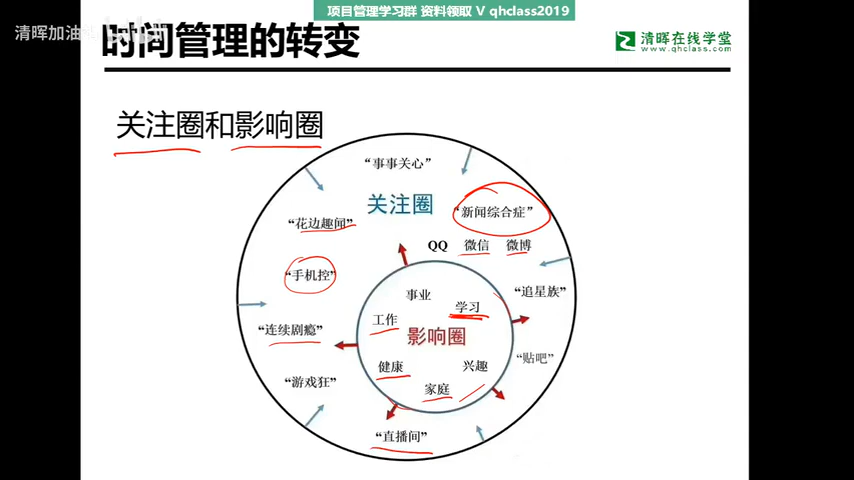 项目管理学习群 资料领取 V qhclass2019
清晖加油站
时间管理的转变
清晖在线学堂
www.qhclass.com
关注圈和影响圈
“事事关心”
关注圈
“新闻综合症”
“花边趣闻”
QQ 微信 微博
“手机控”
“追星族”
事业
学习
工作
“连续剧瘾”
影响圈
“贴吧”
健康
兴趣
“游戏狂”
家庭
“直播间”